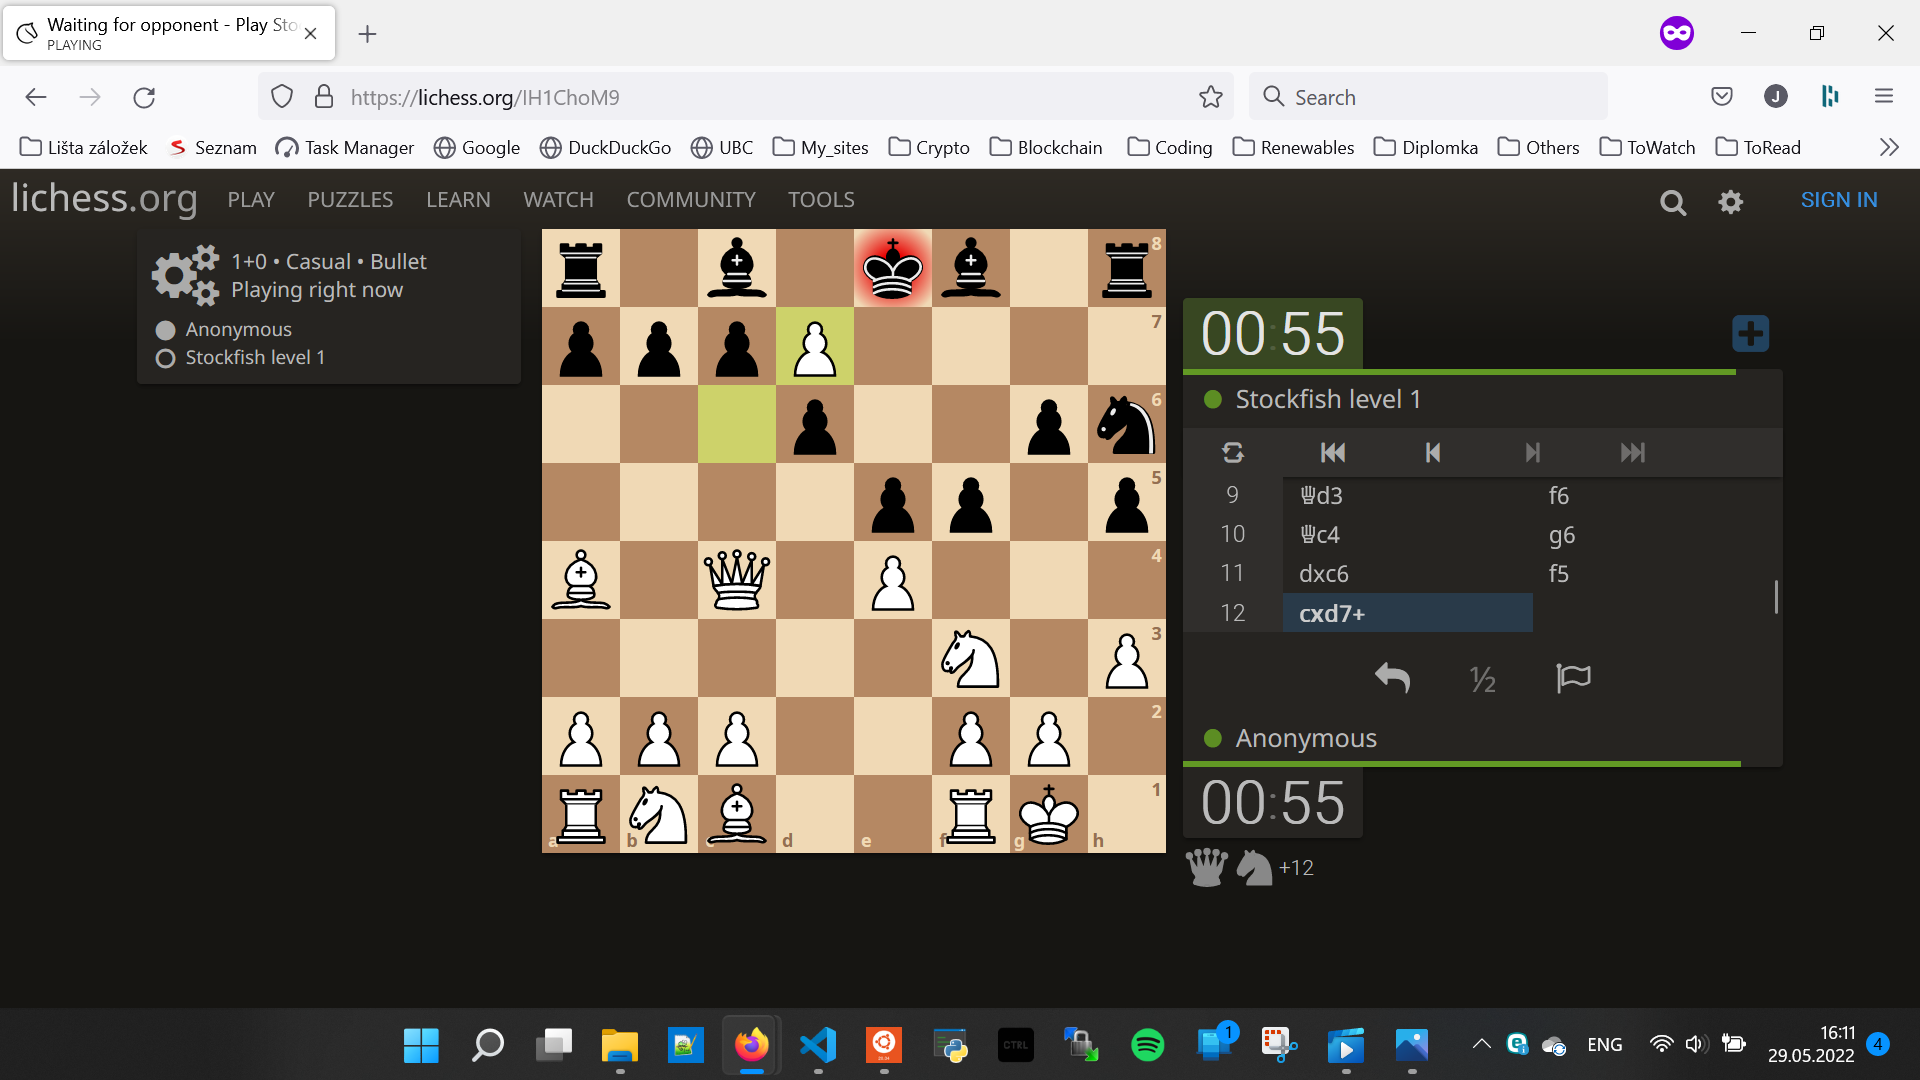 Waiting for opponent - Play Sto
PLAYING
https://lichess.org/IH1ChoM9
Search
J
Lišta záložek
Seznam
Task Manager
Google
DuckDuckGo
UBC
My_sites
Crypto
Blockchain
Coding
Renewables
Diplomka
Others
ToWatch
ToRead
lichess.org
PLAY
PUZZLES
LEARN
WATCH
COMMUNITY
TOOLS
SIGN IN
1+0 • Casual • Bullet
Playing right now
Anonymous
Stockfish level 1
8
7
6
5
4
3
2
1
a b c d e f g h
00:55
Stockfish level 1
9 ♕d3 f6
10 ♕c4 g6
11 dxc6 f5
12 cxd7+
½
Anonymous
00:55
+12
CTRL
1
ENG
16:11
29.05.2022
4